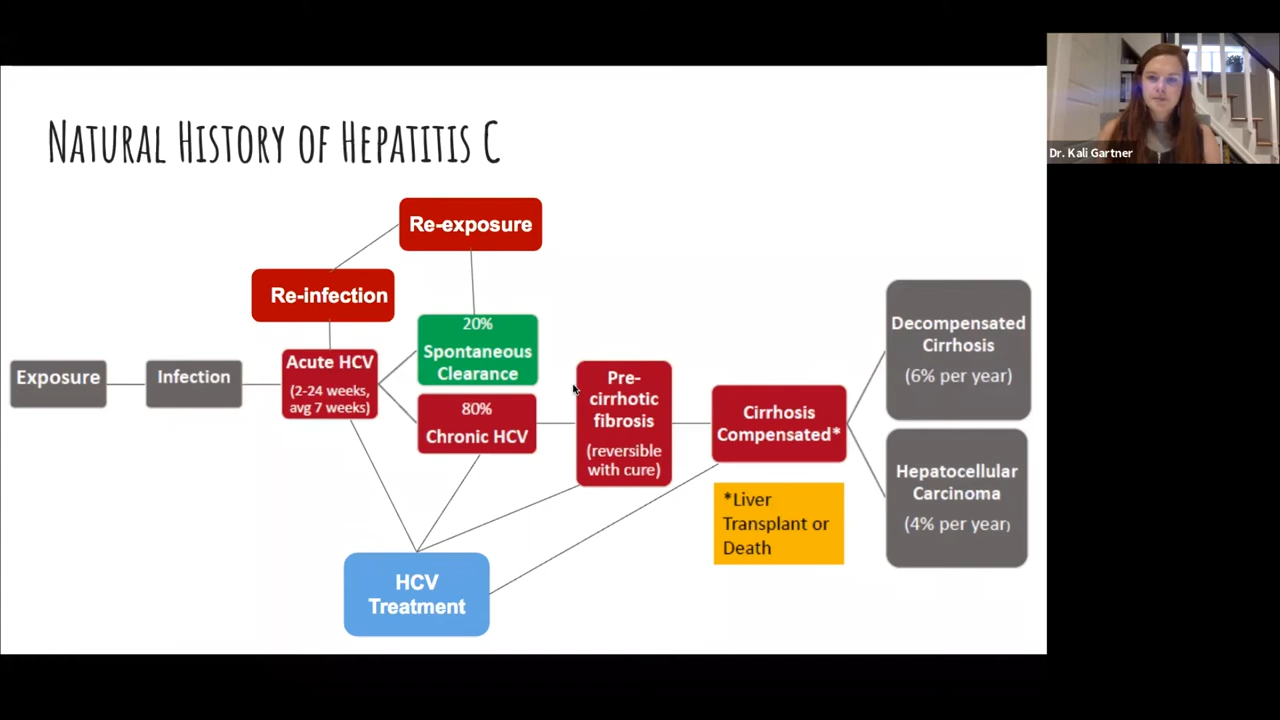 NATURAL HISTORY OF HEPATITIS C
Dr. Kali Gartner
Re-exposure
Re-infection
Exposure
Infection
Acute HCV
(2-24 weeks,
avg 7 weeks)
20%
Spontaneous
Clearance
80%
Chronic HCV
Pre-
cirrhotic
fibrosis
(reversible
with cure)
Cirrhosis
Compensated*
*Liver
Transplant or
Death
Decompensated
Cirrhosis
(6% per year)
Hepatocellular
Carcinoma
(4% per year)
HCV
Treatment